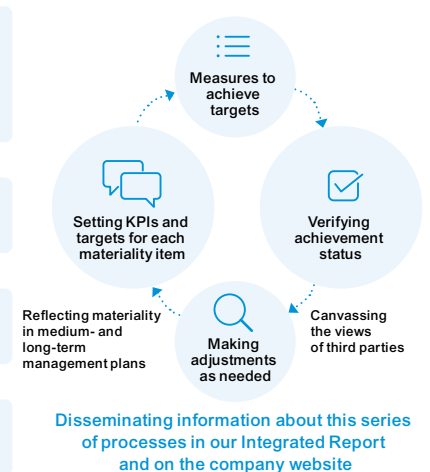 Measures to
achieve
targets
Setting KPIs and
targets for each
materiality item
Verifying
achievement
status
Reflecting materiality
in medium- and
long-term
management plans
Making
adjustments
as needed
Canvassing
the views
of third parties
Disseminating information about this series
of processes in our Integrated Report
and on the company website